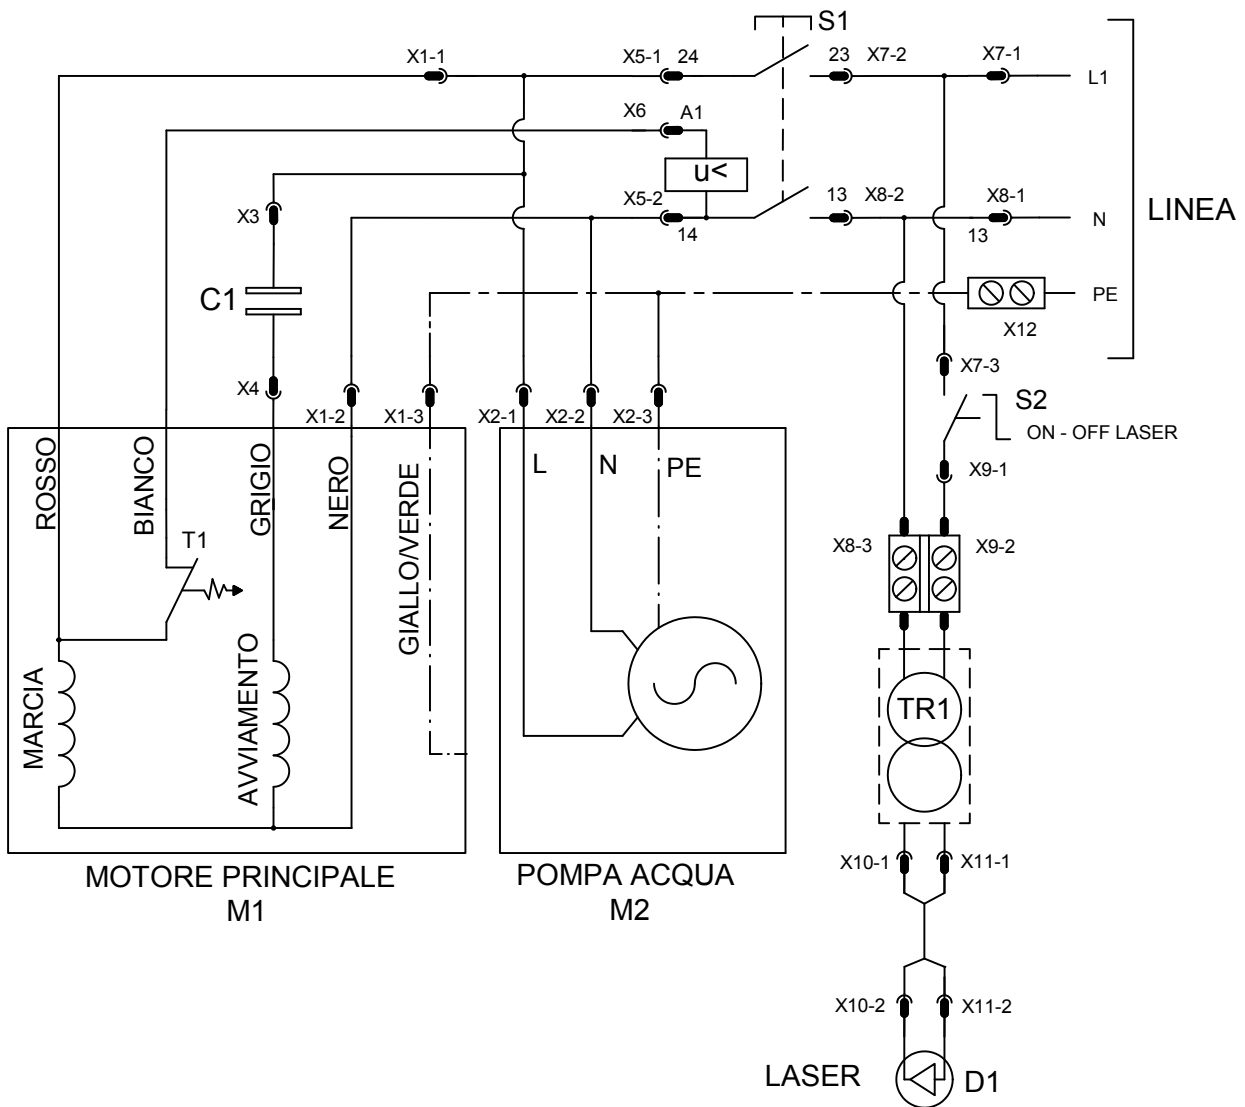 S1
X1-1
X5-1
24
23
X7-2
X7-1
L1
X6
A1
u<
X5-2
14
13
X8-2
X8-1
13
N
LINEA
X3
C1
PE
X12
X4
X1-2
X1-3
X2-1
X2-2
X2-3
X7-3
S2
ON - OFF LASER
X9-1
ROSSO
BIANCO
GRIGIO
NERO
GIALLO/VERDE
L
N
PE
T1
X8-3
X9-2
MARCIA
AVVIAMENTO
TR1
MOTORE PRINCIPALE
M1
POMPA ACQUA
M2
X10-1
X11-1
X10-2
X11-2
LASER
D1